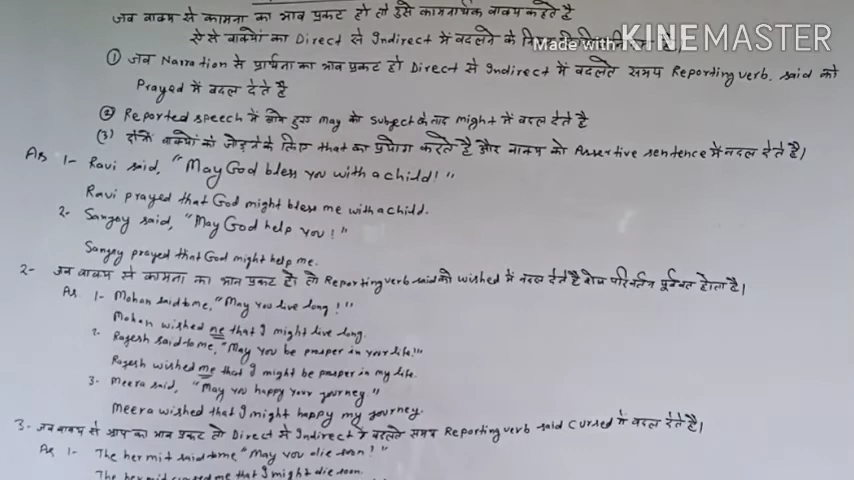 जब वाक्य से कामना का भाव प्रकट हो तो इसे कामनार्थक वाक्य कहते है
ऐसे वाक्यों का Direct से Indirect में बदलने के
Made with KINEMASTER
① जब Narration से प्रार्थना का भाव प्रकट हो Direct से Indirect में बदलते समय Reporting verb. said को
Prayed में बदल देते है
② Reported speech में आये हुए may को subject के बाद might में बदल देते है
(3) दोनों वाक्यों को जोड़ने के लिए that का प्रयोग करते है और वाक्य को Assertive sentence में बदल देते है।
As 1- Ravi said, "May God bless you with a child!"
Ravi prayed that God might bless me with a child.
2- Sanjay said, "May God help you!"
Sanjay prayed that God might help me.
2- जब वाक्य से कामना का भाव प्रकट हो तो Reporting verb said को wished में बदल देते है शेष परिवर्तन पूर्ववत होता है।
As 1- Mohan said to me, "May you live long!"
Mohan wished me that I might live long.
2- Rajesh said to me, "May you be prosper in your life!"
Rajesh wished me that I might be prosper in my life.
3- Meera said, "May you happy your journey."
Meera wished that I might happy my journey.
3- जब वाक्य से श्राप का भाव प्रकट हो तो Direct से Indirect में बदलते समय Reporting verb said cursed में बदल देते है।
As 1- The hermit said to me "May you die soon!"
The hermit cursed me that I might die soon.